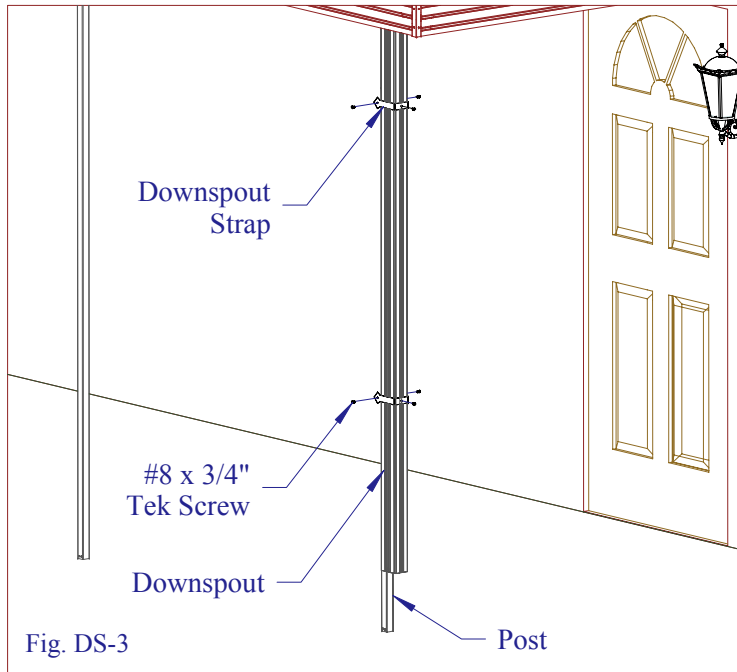 Downspout
Strap
#8 x 3/4"
Tek Screw
Downspout
Post
Fig. DS-3